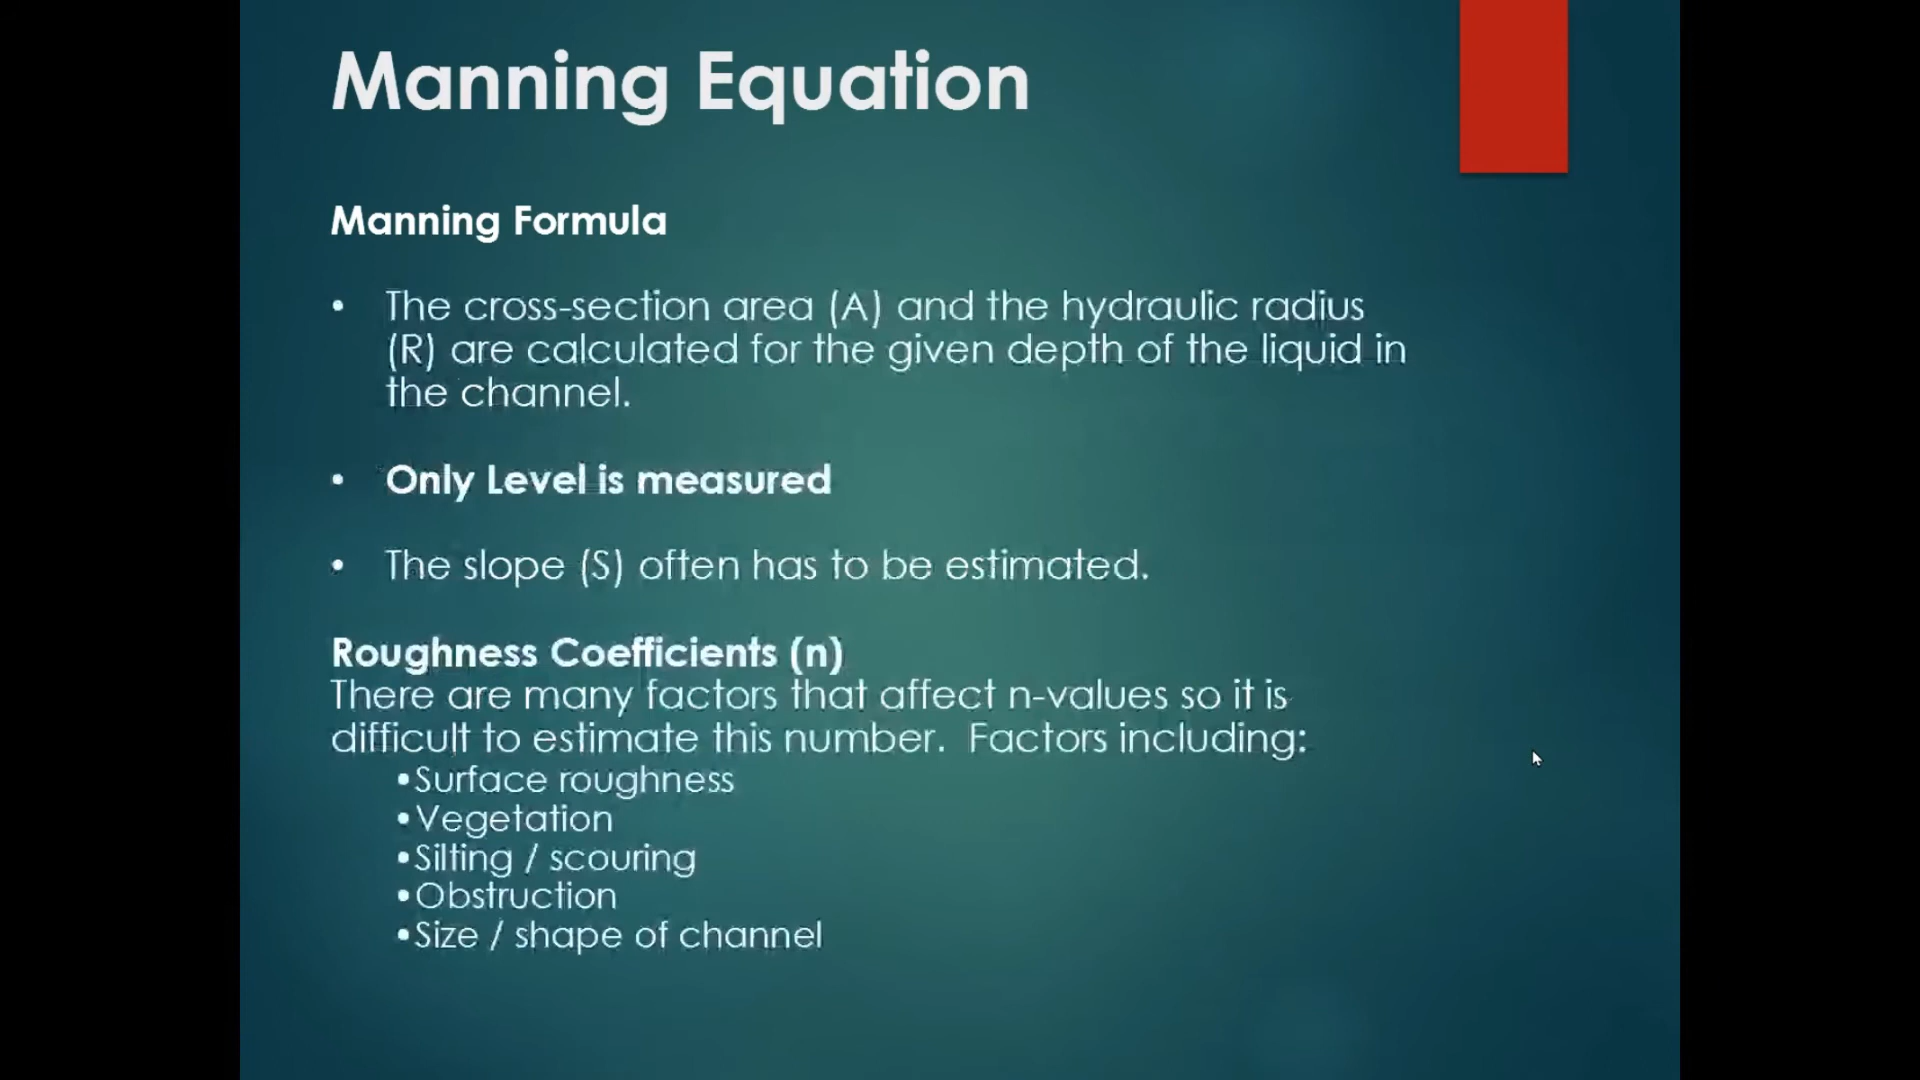 Manning Equation
Manning Formula
• The cross-section area (A) and the hydraulic radius
(R) are calculated for the given depth of the liquid in
the channel.
• Only Level is measured
• The slope (S) often has to be estimated.
Roughness Coefficients (n)
There are many factors that affect n-values so it is
difficult to estimate this number.  Factors including:
•Surface roughness
•Vegetation
•Silting / scouring
•Obstruction
•Size / shape of channel